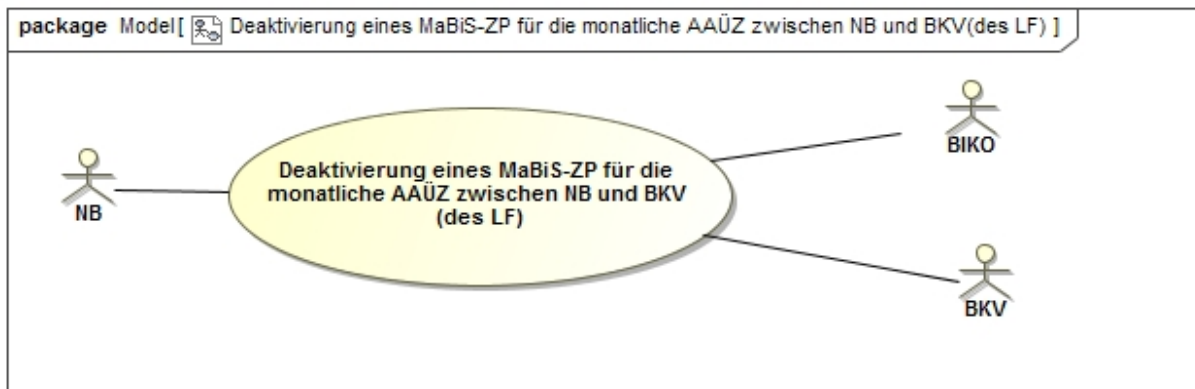 package Model[ Deaktivierung eines MaBiS-ZP für die monatliche AAÜZ zwischen NB und BKV(des LF) ]
BIKO
Deaktivierung eines MaBiS-ZP für die
monatliche AAÜZ zwischen NB und BKV
(des LF)
NB
BKV